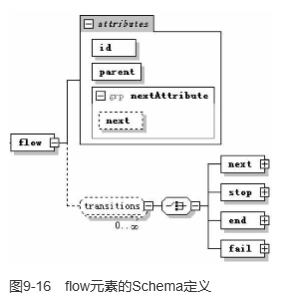 attributes
id
parent
grp nextAttribute
next
flow
next
transitions
stop
0..∞
end
fail
图9-16 flow元素的Schema定义